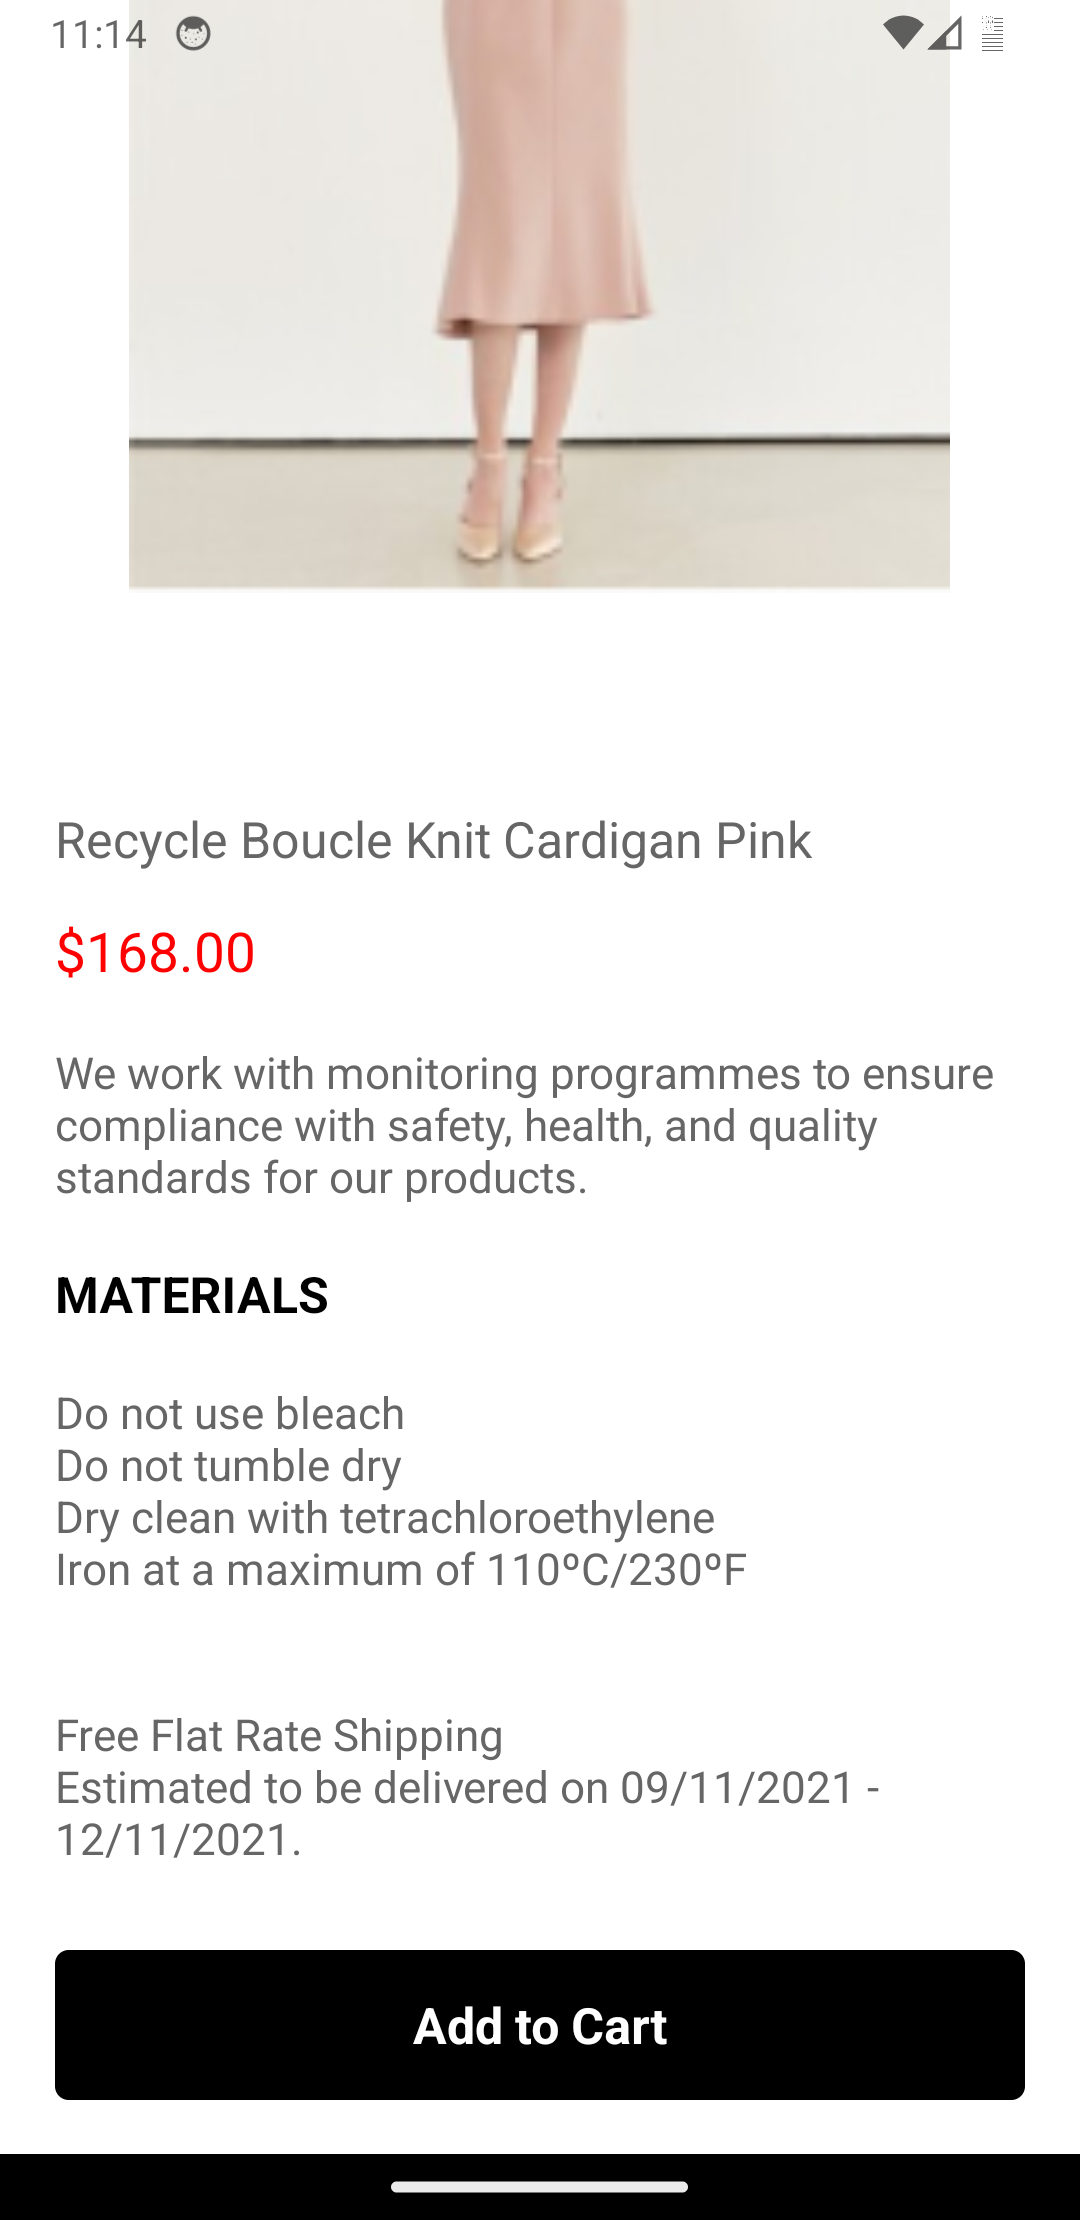 11:14
Recycle Boucle Knit Cardigan Pink
$168.00
We work with monitoring programmes to ensure
compliance with safety, health, and quality
standards for our products.
MATERIALS
Do not use bleach
Do not tumble dry
Dry clean with tetrachloroethylene
Iron at a maximum of 110ºC/230ºF
Free Flat Rate Shipping
Estimated to be delivered on 09/11/2021 -
12/11/2021.
Add to Cart